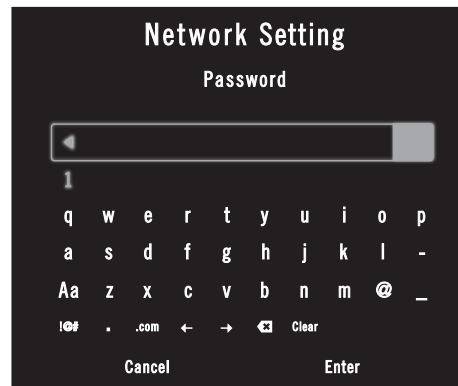 Network Setting
Password
◀
1
q w e r t y u i o p
a s d f g h j k l -
Aa z x c v b n m @ _
!@# . .com ← → ⌫ Clear
Cancel Enter